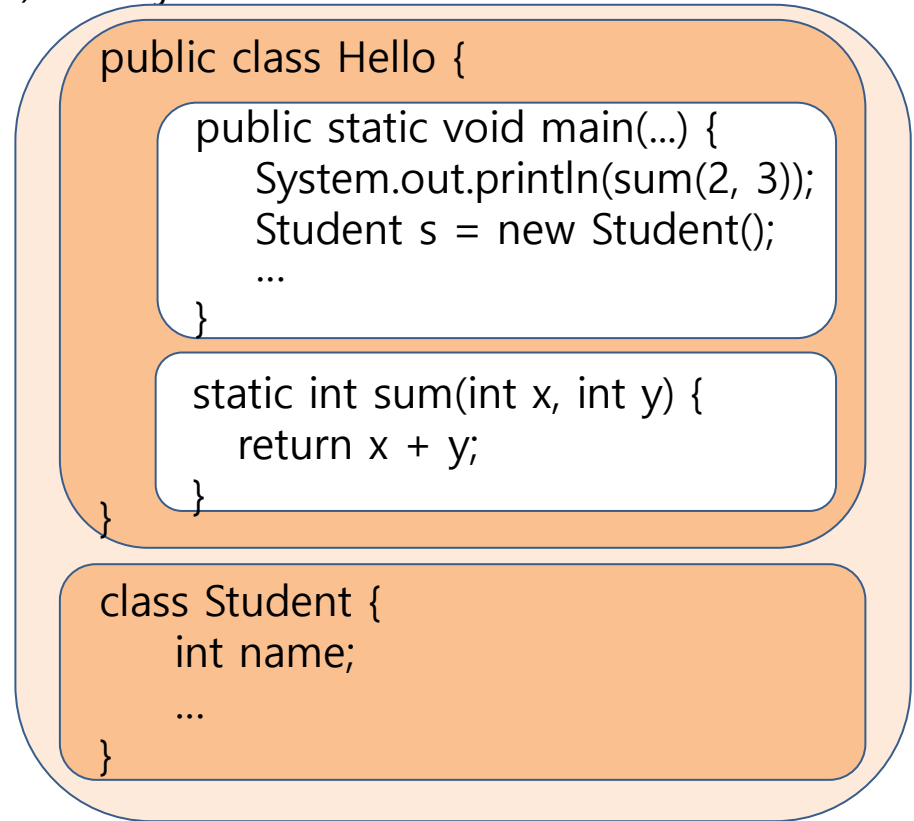 public class Hello {
public static void main(...) {
System.out.println(sum(2, 3));
Student s = new Student();
...
}
static int sum(int x, int y) {
return x + y;
}
}
class Student {
int name;
...
}